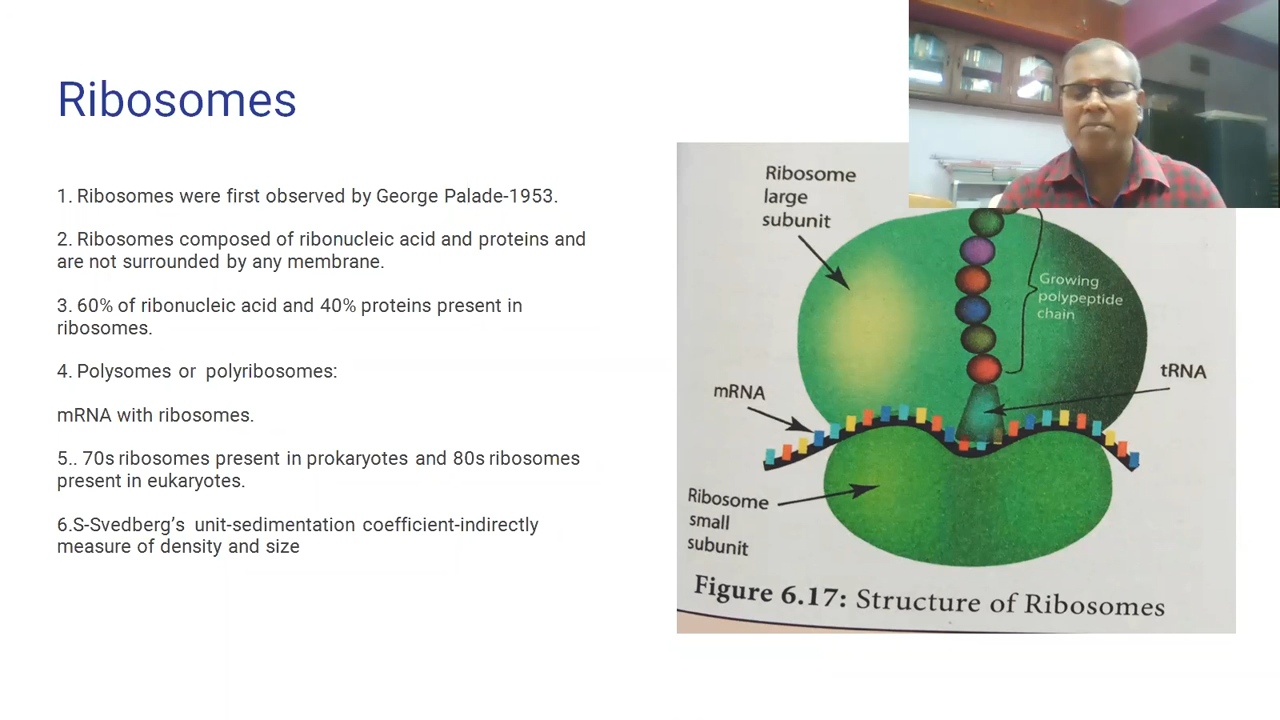 Ribosomes
1. Ribosomes were first observed by George Palade-1953.
2. Ribosomes composed of ribonucleic acid and proteins and
are not surrounded by any membrane.
3. 60% of ribonucleic acid and 40% proteins present in
ribosomes.
4. Polysomes or polyribosomes:
mRNA with ribosomes.
5.. 70s ribosomes present in prokaryotes and 80s ribosomes
present in eukaryotes.
6.S-Svedberg’s unit-sedimentation coefficient-indirectly
measure of density and size
Ribosome
large
subunit
Growing
polypeptide
chain
tRNA
mRNA
Ribosome
small
subunit
Figure 6.17: Structure of Ribosomes